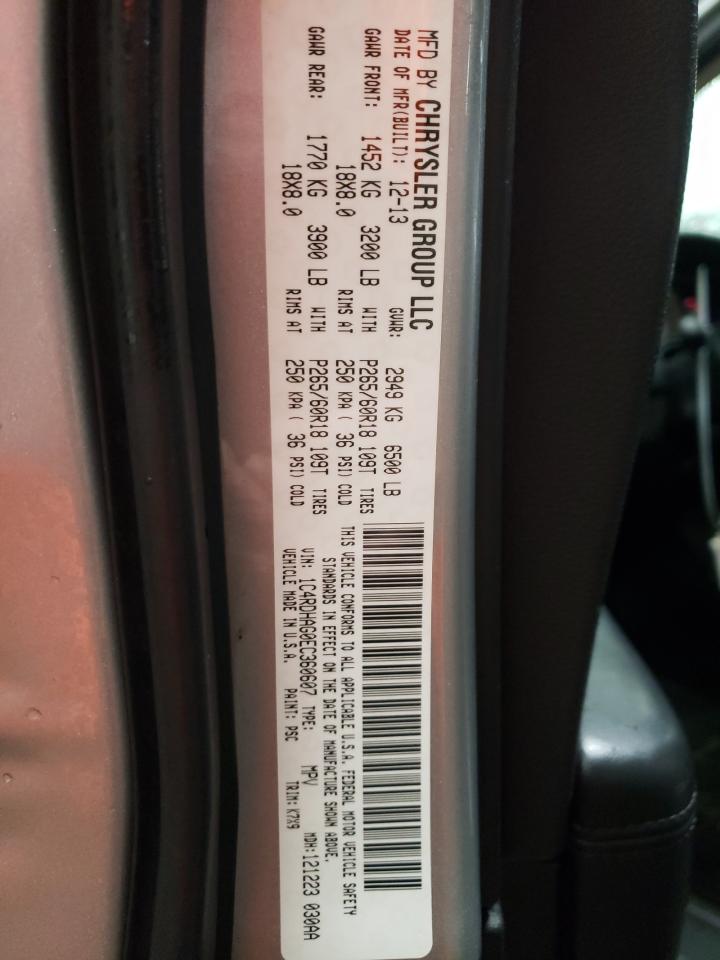 MFD BY CHRYSLER GROUP LLC
DATE OF MFR(BUILT): 12-13 GVWR: 2949 KG 6500 LB
GAWR FRONT: 1452 KG 3200 LB WITH P265/60R18 109T TIRES
18X8.0 RIMS AT 250 KPA ( 36 PSI) COLD
GAWR REAR: 1770 KG 3900 LB WITH P265/60R18 109T TIRES
18X8.0 RIMS AT 250 KPA ( 36 PSI) COLD
THIS VEHICLE CONFORMS TO ALL APPLICABLE U.S.A. FEDERAL MOTOR VEHICLE SAFETY
STANDARDS IN EFFECT ON THE DATE OF MANUFACTURE SHOWN ABOVE.
VIN: 1C4RDHAG0EC360607 TYPE: MPV MDH:121223 030AA
VEHICLE MADE IN U.S.A. PAINT: PSC TRIM:K7X9